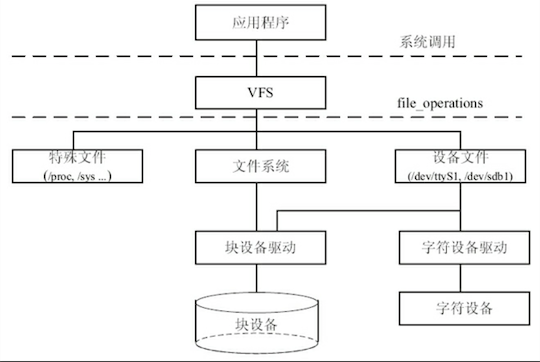 应用程序
系统调用
VFS
file_operations
特殊文件
(/proc, /sys ...)
文件系统
设备文件
(/dev/ttyS1, /dev/sdb1)
块设备驱动
字符设备驱动
字符设备
块设备